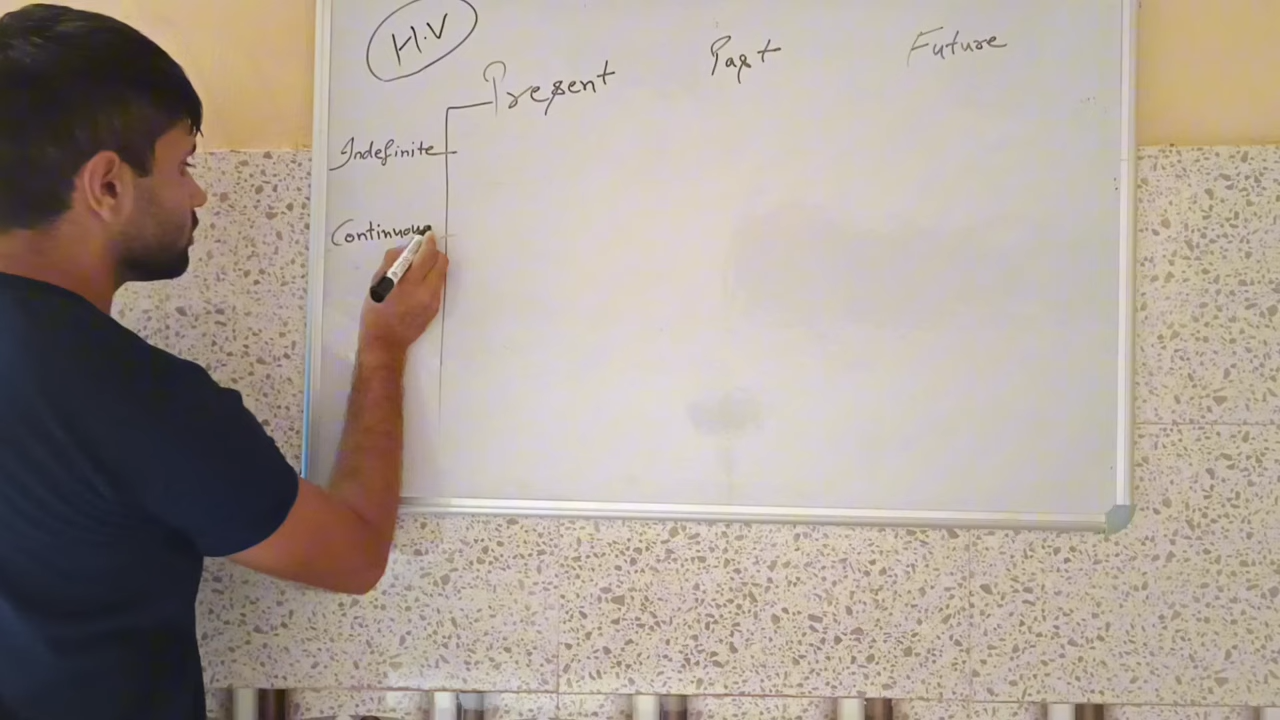 H.V
Present Past Future
Indefinite
Continuous